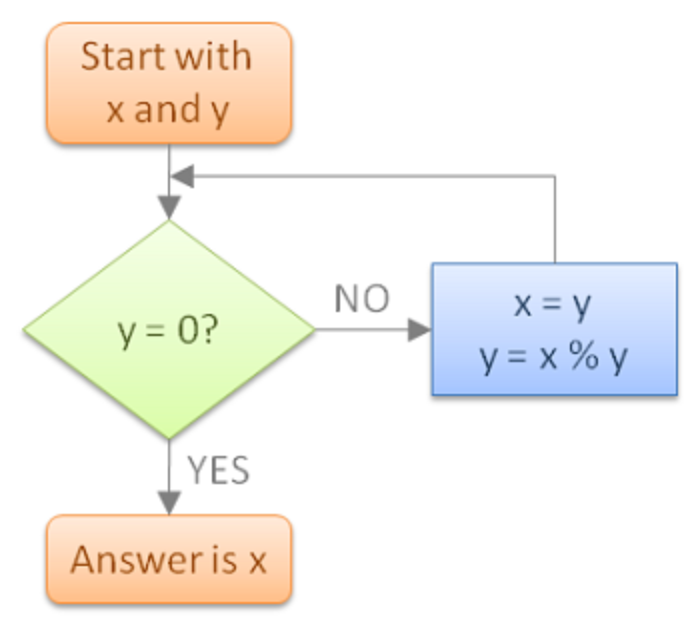 Start with
x and y
y = 0?
NO
x = y
y = x % y
YES
Answer is x